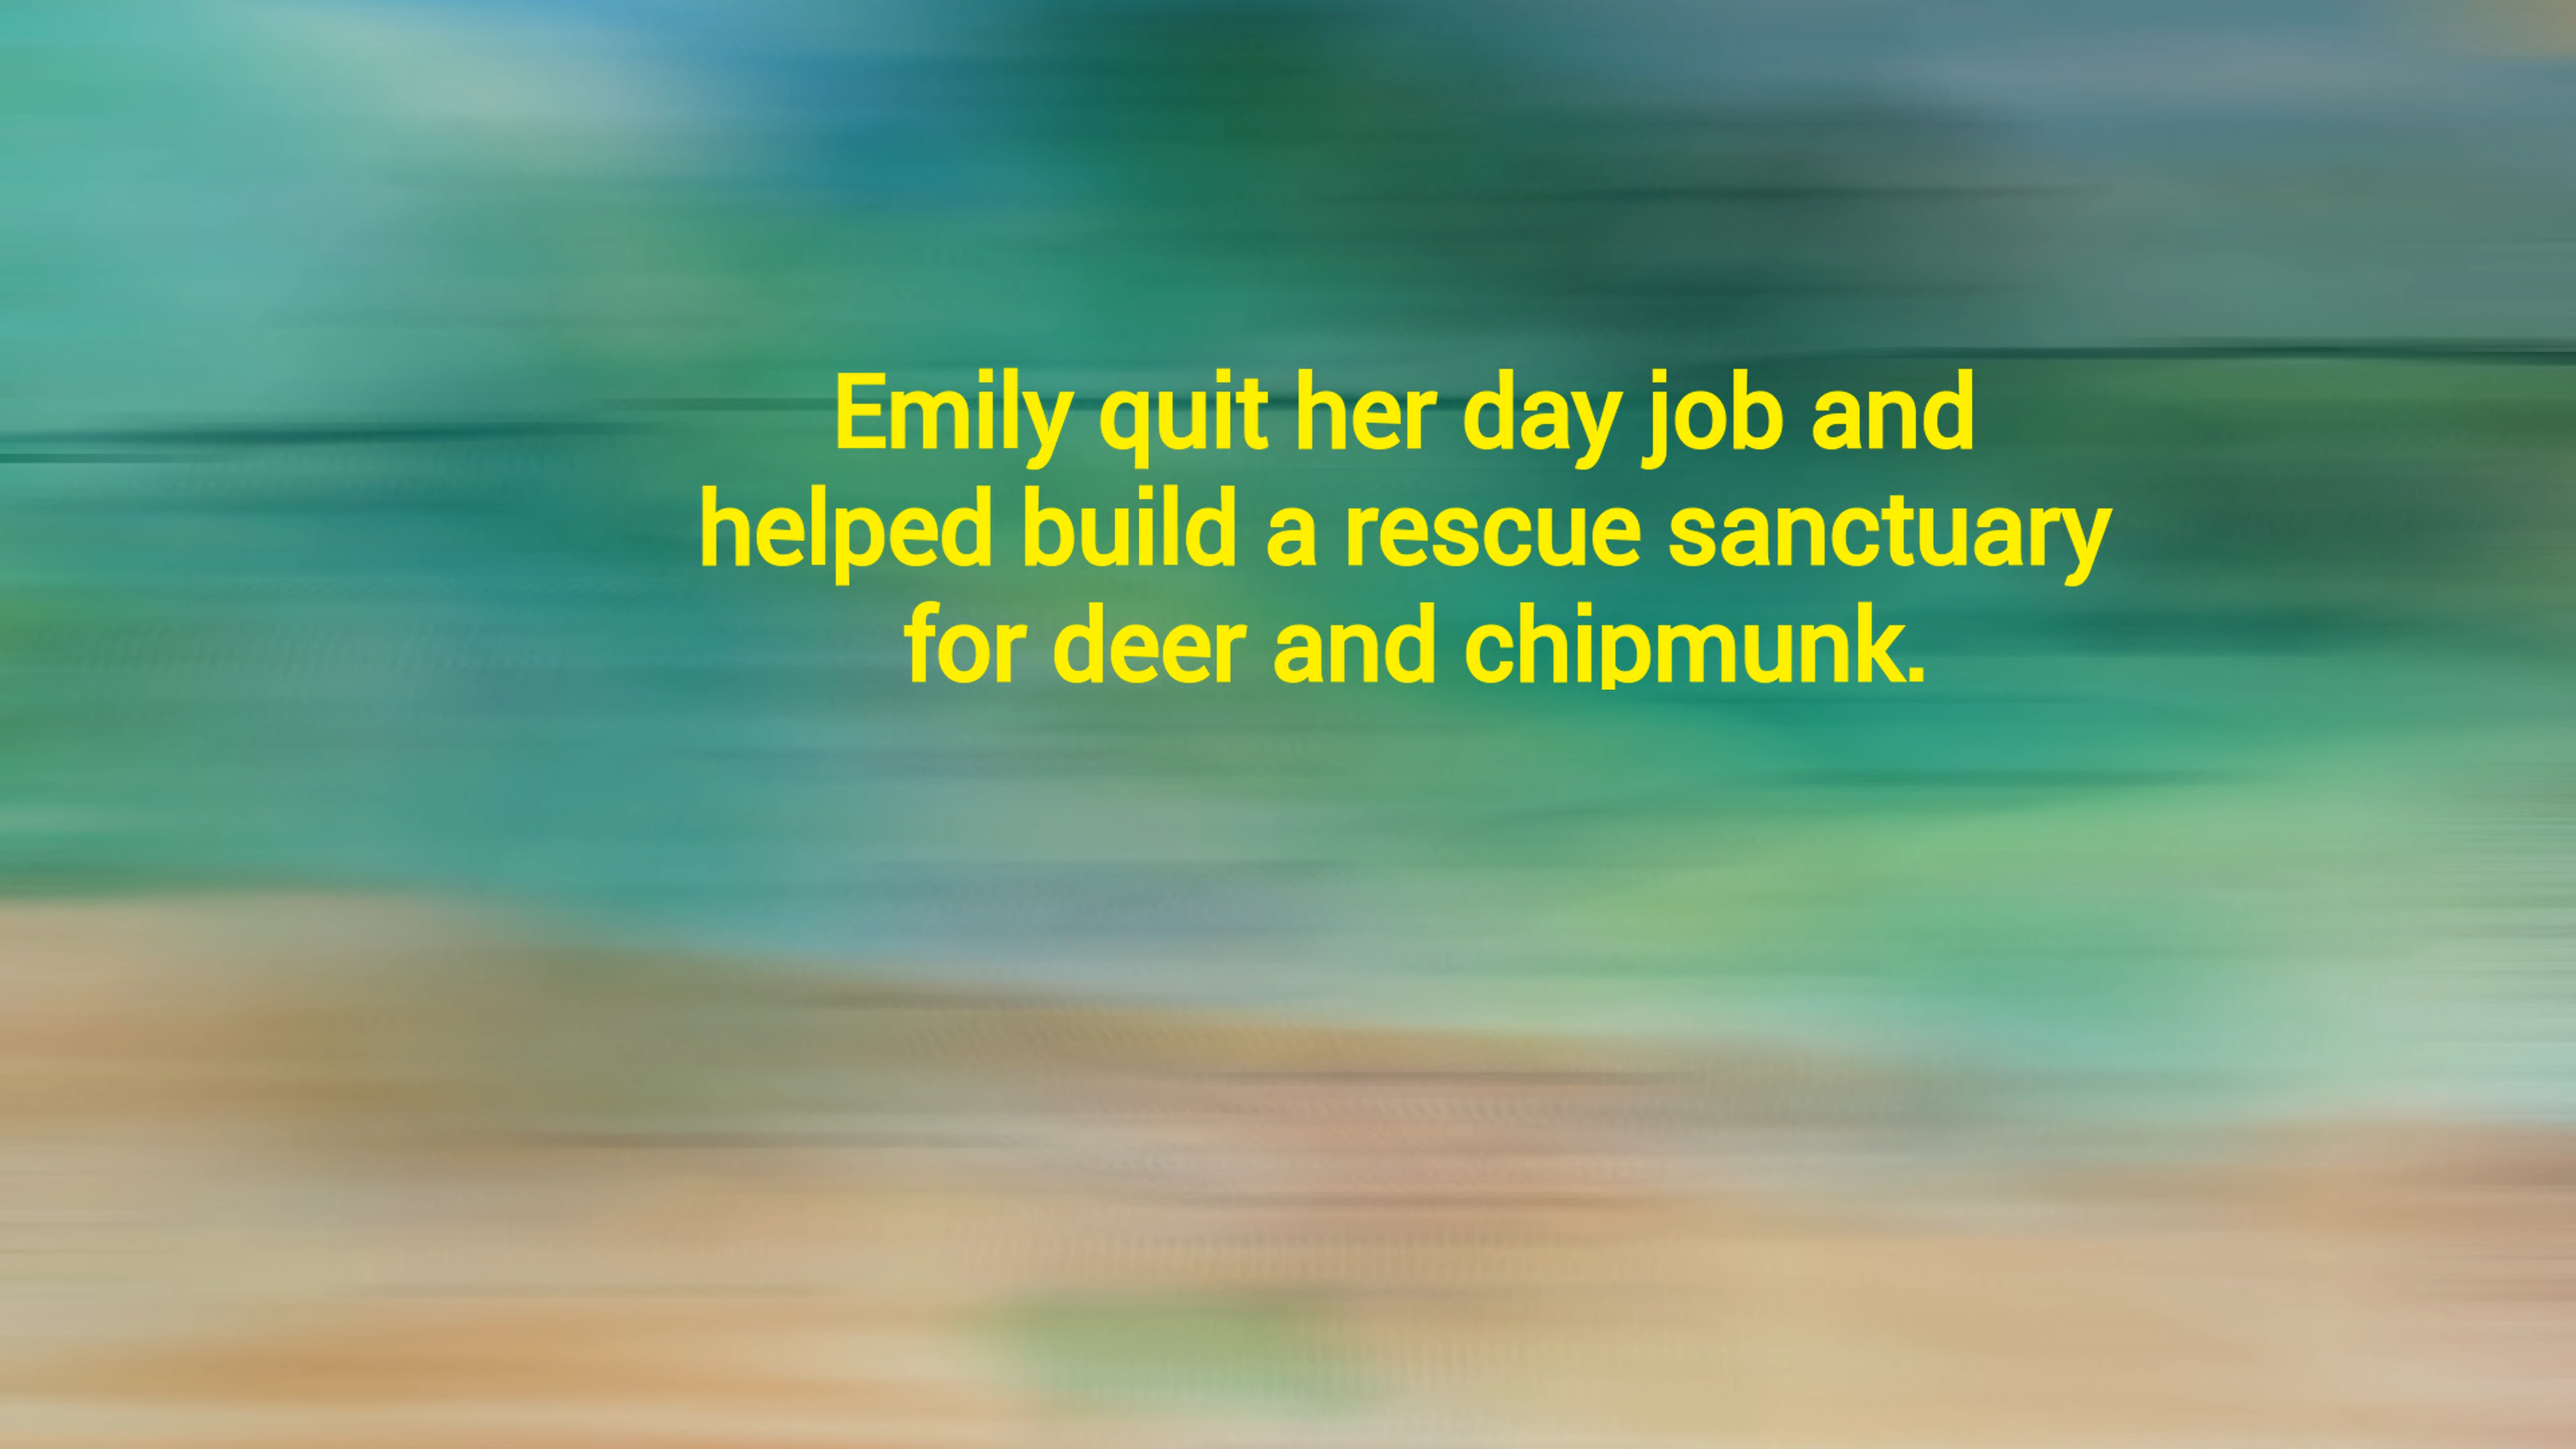 Emily quit her day job and
helped build a rescue sanctuary
for deer and chipmunk.